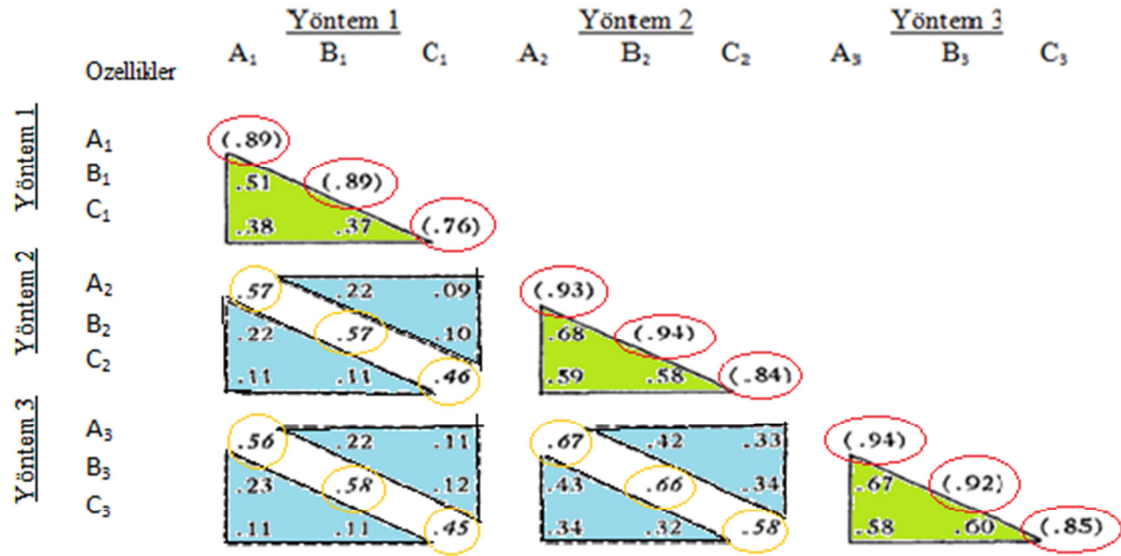 Yöntem 1 Yöntem 2 Yöntem 3
Ozellikler A₁ B₁ C₁ A₂ B₂ C₂ A₃ B₃ C₃
Yöntem 1
A₁ (.89)
B₁ .51 (.89)
C₁ .38 .37 (.76)
Yöntem 2
A₂ .57 .22 .09 (.93)
B₂ .22 .57 .10 .68 (.94)
C₂ .11 .11 .46 .59 .58 (.84)
Yöntem 3
A₃ .56 .22 .11 .67 .42 .33 (.94)
B₃ .23 .58 .12 .43 .66 .34 .67 (.92)
C₃ .11 .11 .45 .34 .32 .58 .58 .60 (.85)